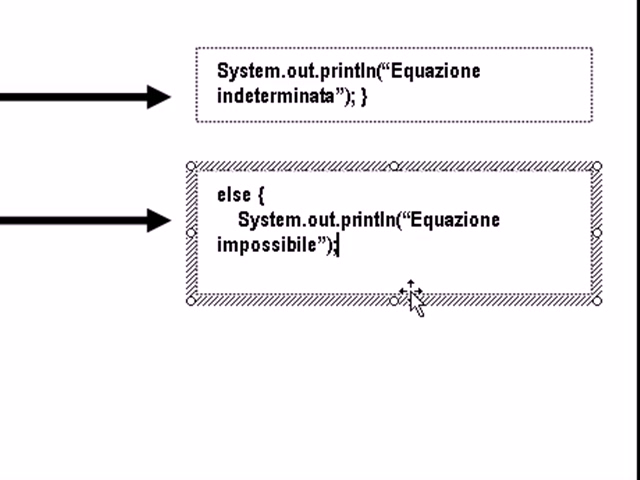 System.out.println(“Equazione
indeterminata”); }
else {
System.out.println(“Equazione
impossibile”);